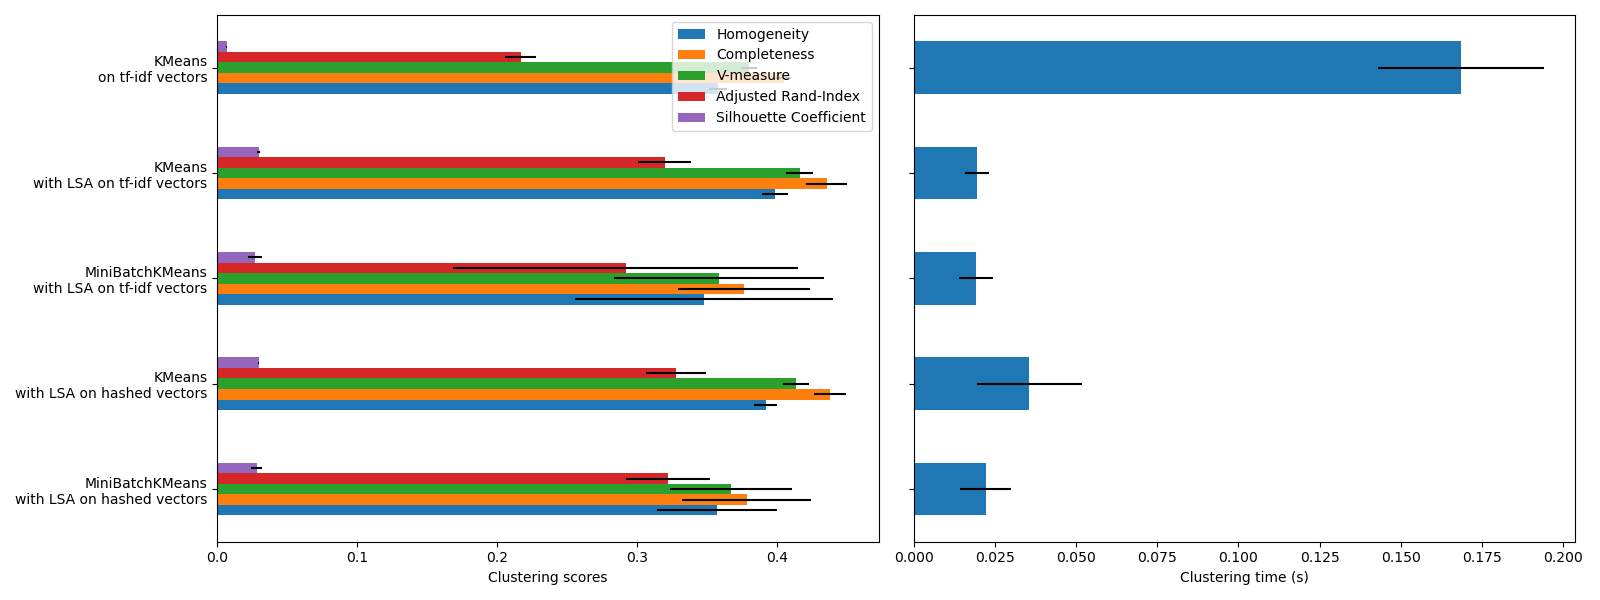 KMeans
on tf-idf vectors
KMeans
with LSA on tf-idf vectors
MiniBatchKMeans
with LSA on tf-idf vectors
KMeans
with LSA on hashed vectors
MiniBatchKMeans
with LSA on hashed vectors
Homogeneity
Completeness
V-measure
Adjusted Rand-Index
Silhouette Coefficient
0.0 0.1 0.2 0.3 0.4
Clustering scores
0.000 0.025 0.050 0.075 0.100 0.125 0.150 0.175 0.200
Clustering time (s)